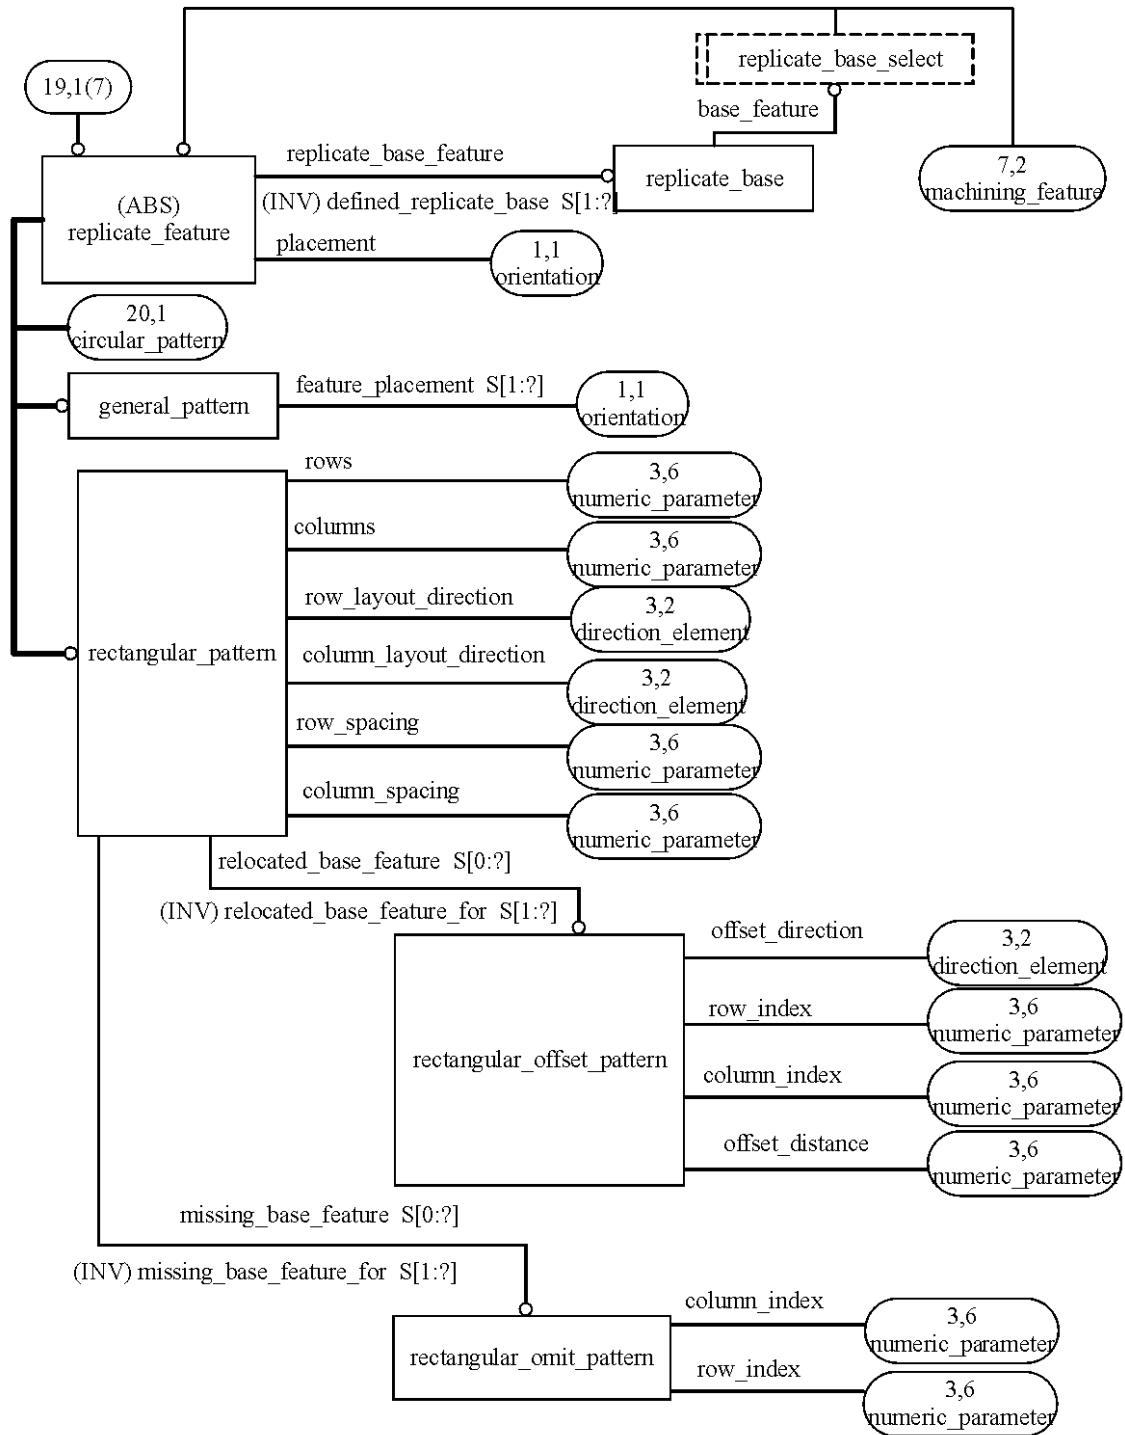 replicate_base_select
19,1(7)
base_feature
replicate_base_feature
replicate_base
7,2
machining_feature
(ABS)
replicate_feature
(INV) defined_replicate_base S[1:?]
placement
1,1
orientation
20,1
circular_pattern
general_pattern
feature_placement S[1:?]
1,1
orientation
rows
3,6
numeric_parameter
columns
3,6
numeric_parameter
row_layout_direction
3,2
direction_element
rectangular_pattern
column_layout_direction
3,2
direction_element
row_spacing
3,6
numeric_parameter
column_spacing
3,6
numeric_parameter
relocated_base_feature S[0:?]
(INV) relocated_base_feature_for S[1:?]
rectangular_offset_pattern
offset_direction
3,2
direction_element
row_index
3,6
numeric_parameter
column_index
3,6
numeric_parameter
offset_distance
3,6
numeric_parameter
missing_base_feature S[0:?]
(INV) missing_base_feature_for S[1:?]
rectangular_omit_pattern
column_index
3,6
numeric_parameter
row_index
3,6
numeric_parameter